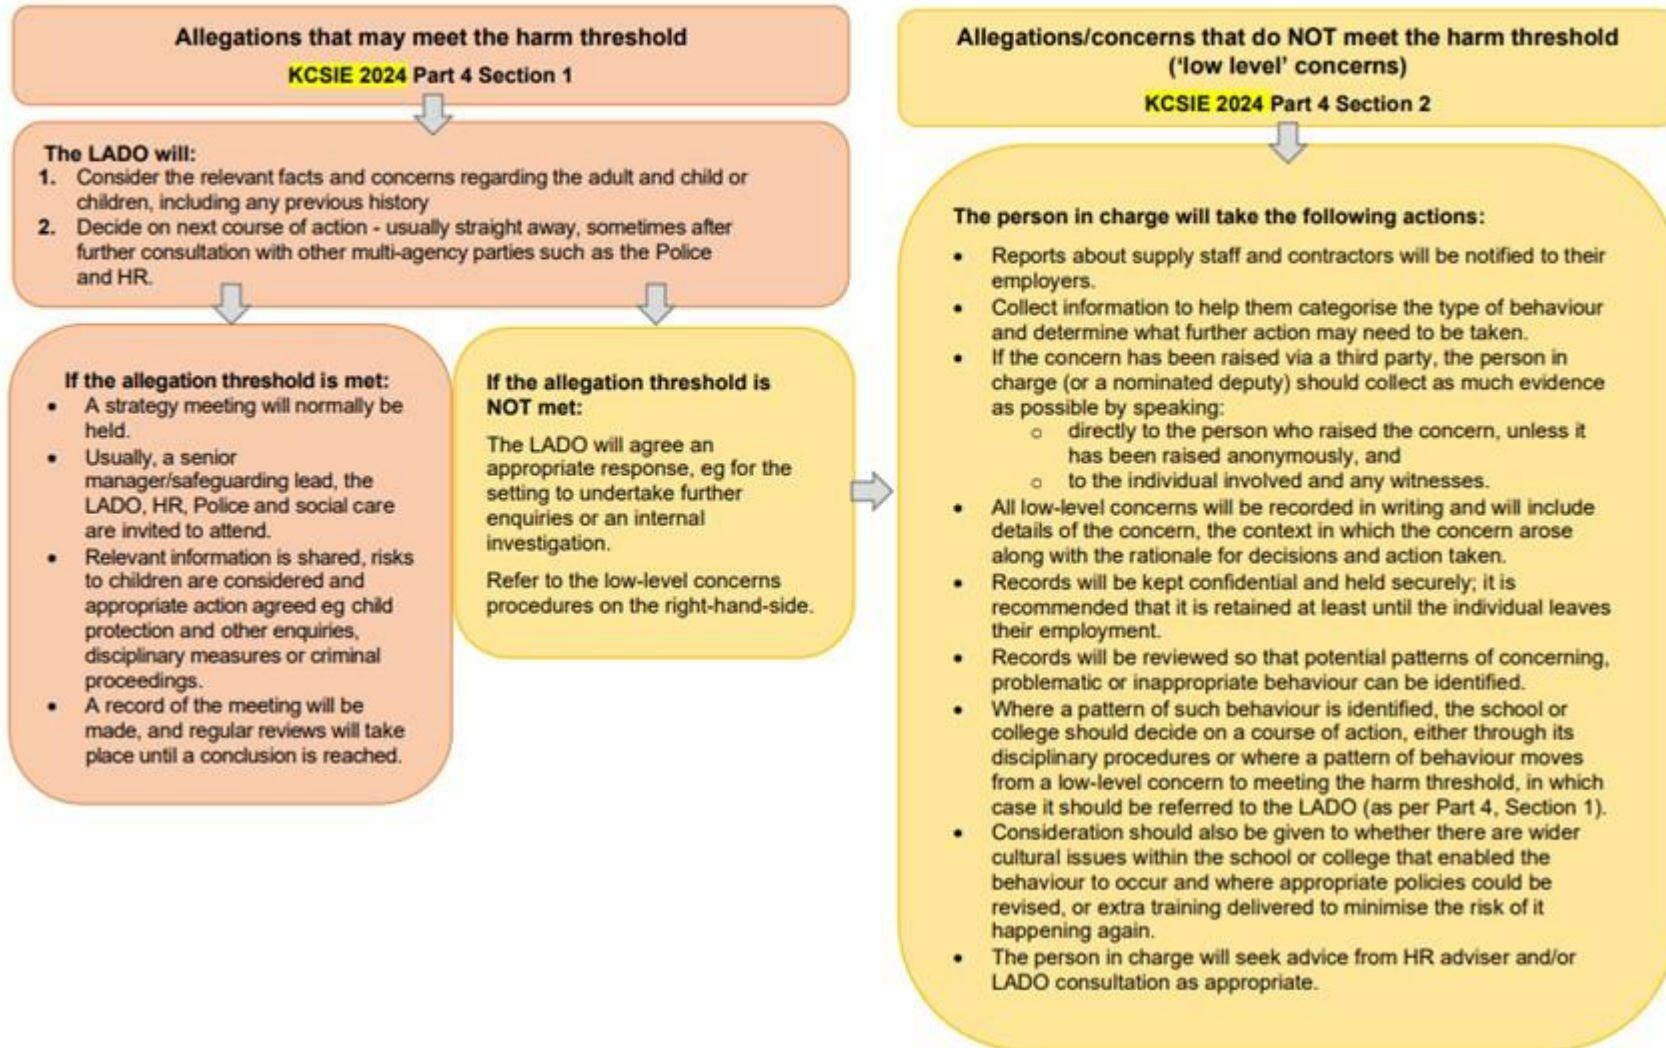 Allegations that may meet the harm threshold
KCSIE 2024 Part 4 Section 1
The LADO will:
1. Consider the relevant facts and concerns regarding the adult and child or
children, including any previous history
2. Decide on next course of action - usually straight away, sometimes after
further consultation with other multi-agency parties such as the Police
and HR.
If the allegation threshold is met:
• A strategy meeting will normally be
held.
• Usually, a senior
manager/safeguarding lead, the
LADO, HR, Police and social care
are invited to attend.
• Relevant information is shared, risks
to children are considered and
appropriate action agreed eg child
protection and other enquiries,
disciplinary measures or criminal
proceedings.
• A record of the meeting will be
made, and regular reviews will take
place until a conclusion is reached.
If the allegation threshold is
NOT met:
The LADO will agree an
appropriate response, eg for the
setting to undertake further
enquiries or an internal
investigation.
Refer to the low-level concerns
procedures on the right-hand-side.
Allegations/concerns that do NOT meet the harm threshold
(‘low level’ concerns)
KCSIE 2024 Part 4 Section 2
The person in charge will take the following actions:
• Reports about supply staff and contractors will be notified to their
employers.
• Collect information to help them categorise the type of behaviour
and determine what further action may need to be taken.
• If the concern has been raised via a third party, the person in
charge (or a nominated deputy) should collect as much evidence
as possible by speaking:
o directly to the person who raised the concern, unless it
has been raised anonymously, and
o to the individual involved and any witnesses.
• All low-level concerns will be recorded in writing and will include
details of the concern, the context in which the concern arose
along with the rationale for decisions and action taken.
• Records will be kept confidential and held securely; it is
recommended that it is retained at least until the individual leaves
their employment.
• Records will be reviewed so that potential patterns of concerning,
problematic or inappropriate behaviour can be identified.
• Where a pattern of such behaviour is identified, the school or
college should decide on a course of action, either through its
disciplinary procedures or where a pattern of behaviour moves
from a low-level concern to meeting the harm threshold, in which
case it should be referred to the LADO (as per Part 4, Section 1).
• Consideration should also be given to whether there are wider
cultural issues within the school or college that enabled the
behaviour to occur and where appropriate policies could be
revised, or extra training delivered to minimise the risk of it
happening again.
• The person in charge will seek advice from HR adviser and/or
LADO consultation as appropriate.